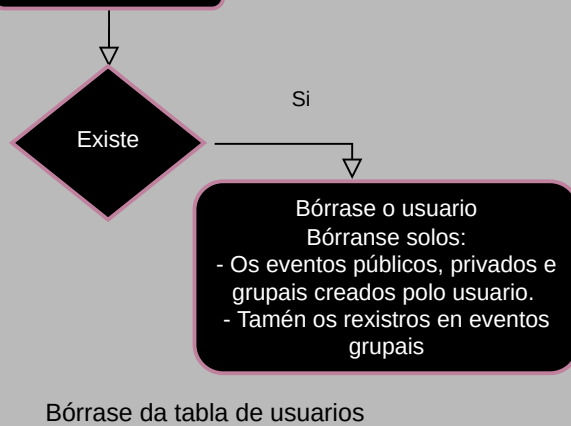 Si
Existe
Bórrase o usuario
Bórranse solos:
- Os eventos públicos, privados e
grupais creados polo usuario.
- Tamén os rexistros en eventos
grupais
Bórrase da tabla de usuarios